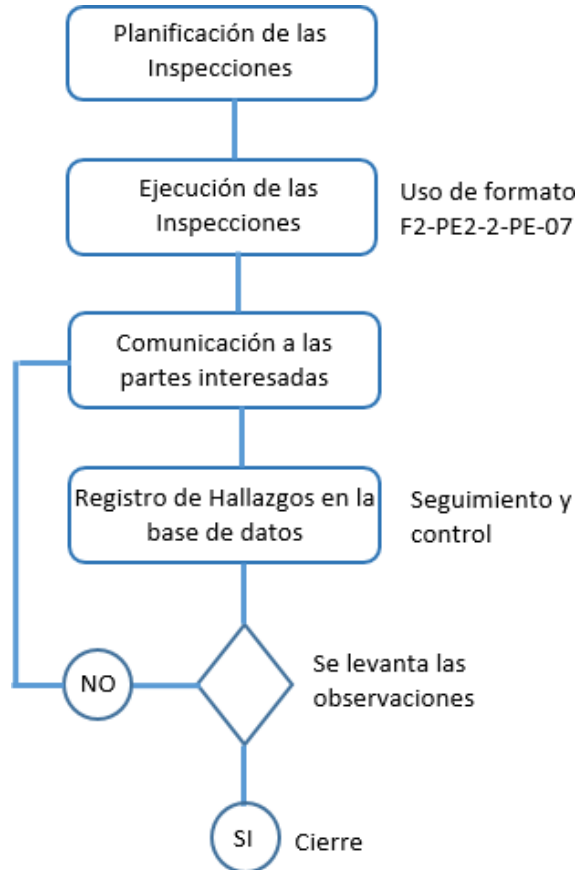 Planificación de las
Inspecciones
Ejecución de las
Inspecciones
Uso de formato
F2-PE2-2-PE-07
Comunicación a las
partes interesadas
Registro de Hallazgos en la
base de datos
Seguimiento y
control
NO
Se levanta las
observaciones
SI
Cierre